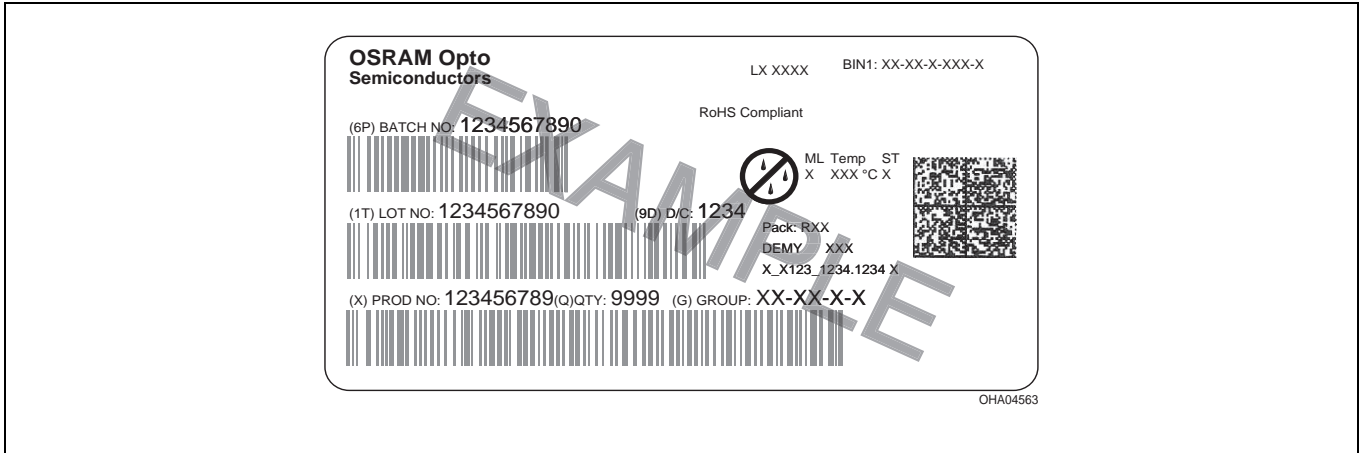 OSRAM Opto
Semiconductors
LX XXXX
BIN1: XX-XX-X-XXX-X
RoHS Compliant
(6P) BATCH NO: 1234567890
ML Temp ST
X XXX °C X
(1T) LOT NO: 1234567890 (9D) D/C: 1234
Pack: RXX
DEMY XXX
X_X123_1234.1234 X
(X) PROD NO: 123456789(Q)QTY: 9999 (G) GROUP: XX-XX-X-X
EXAMPLE
OHA04563